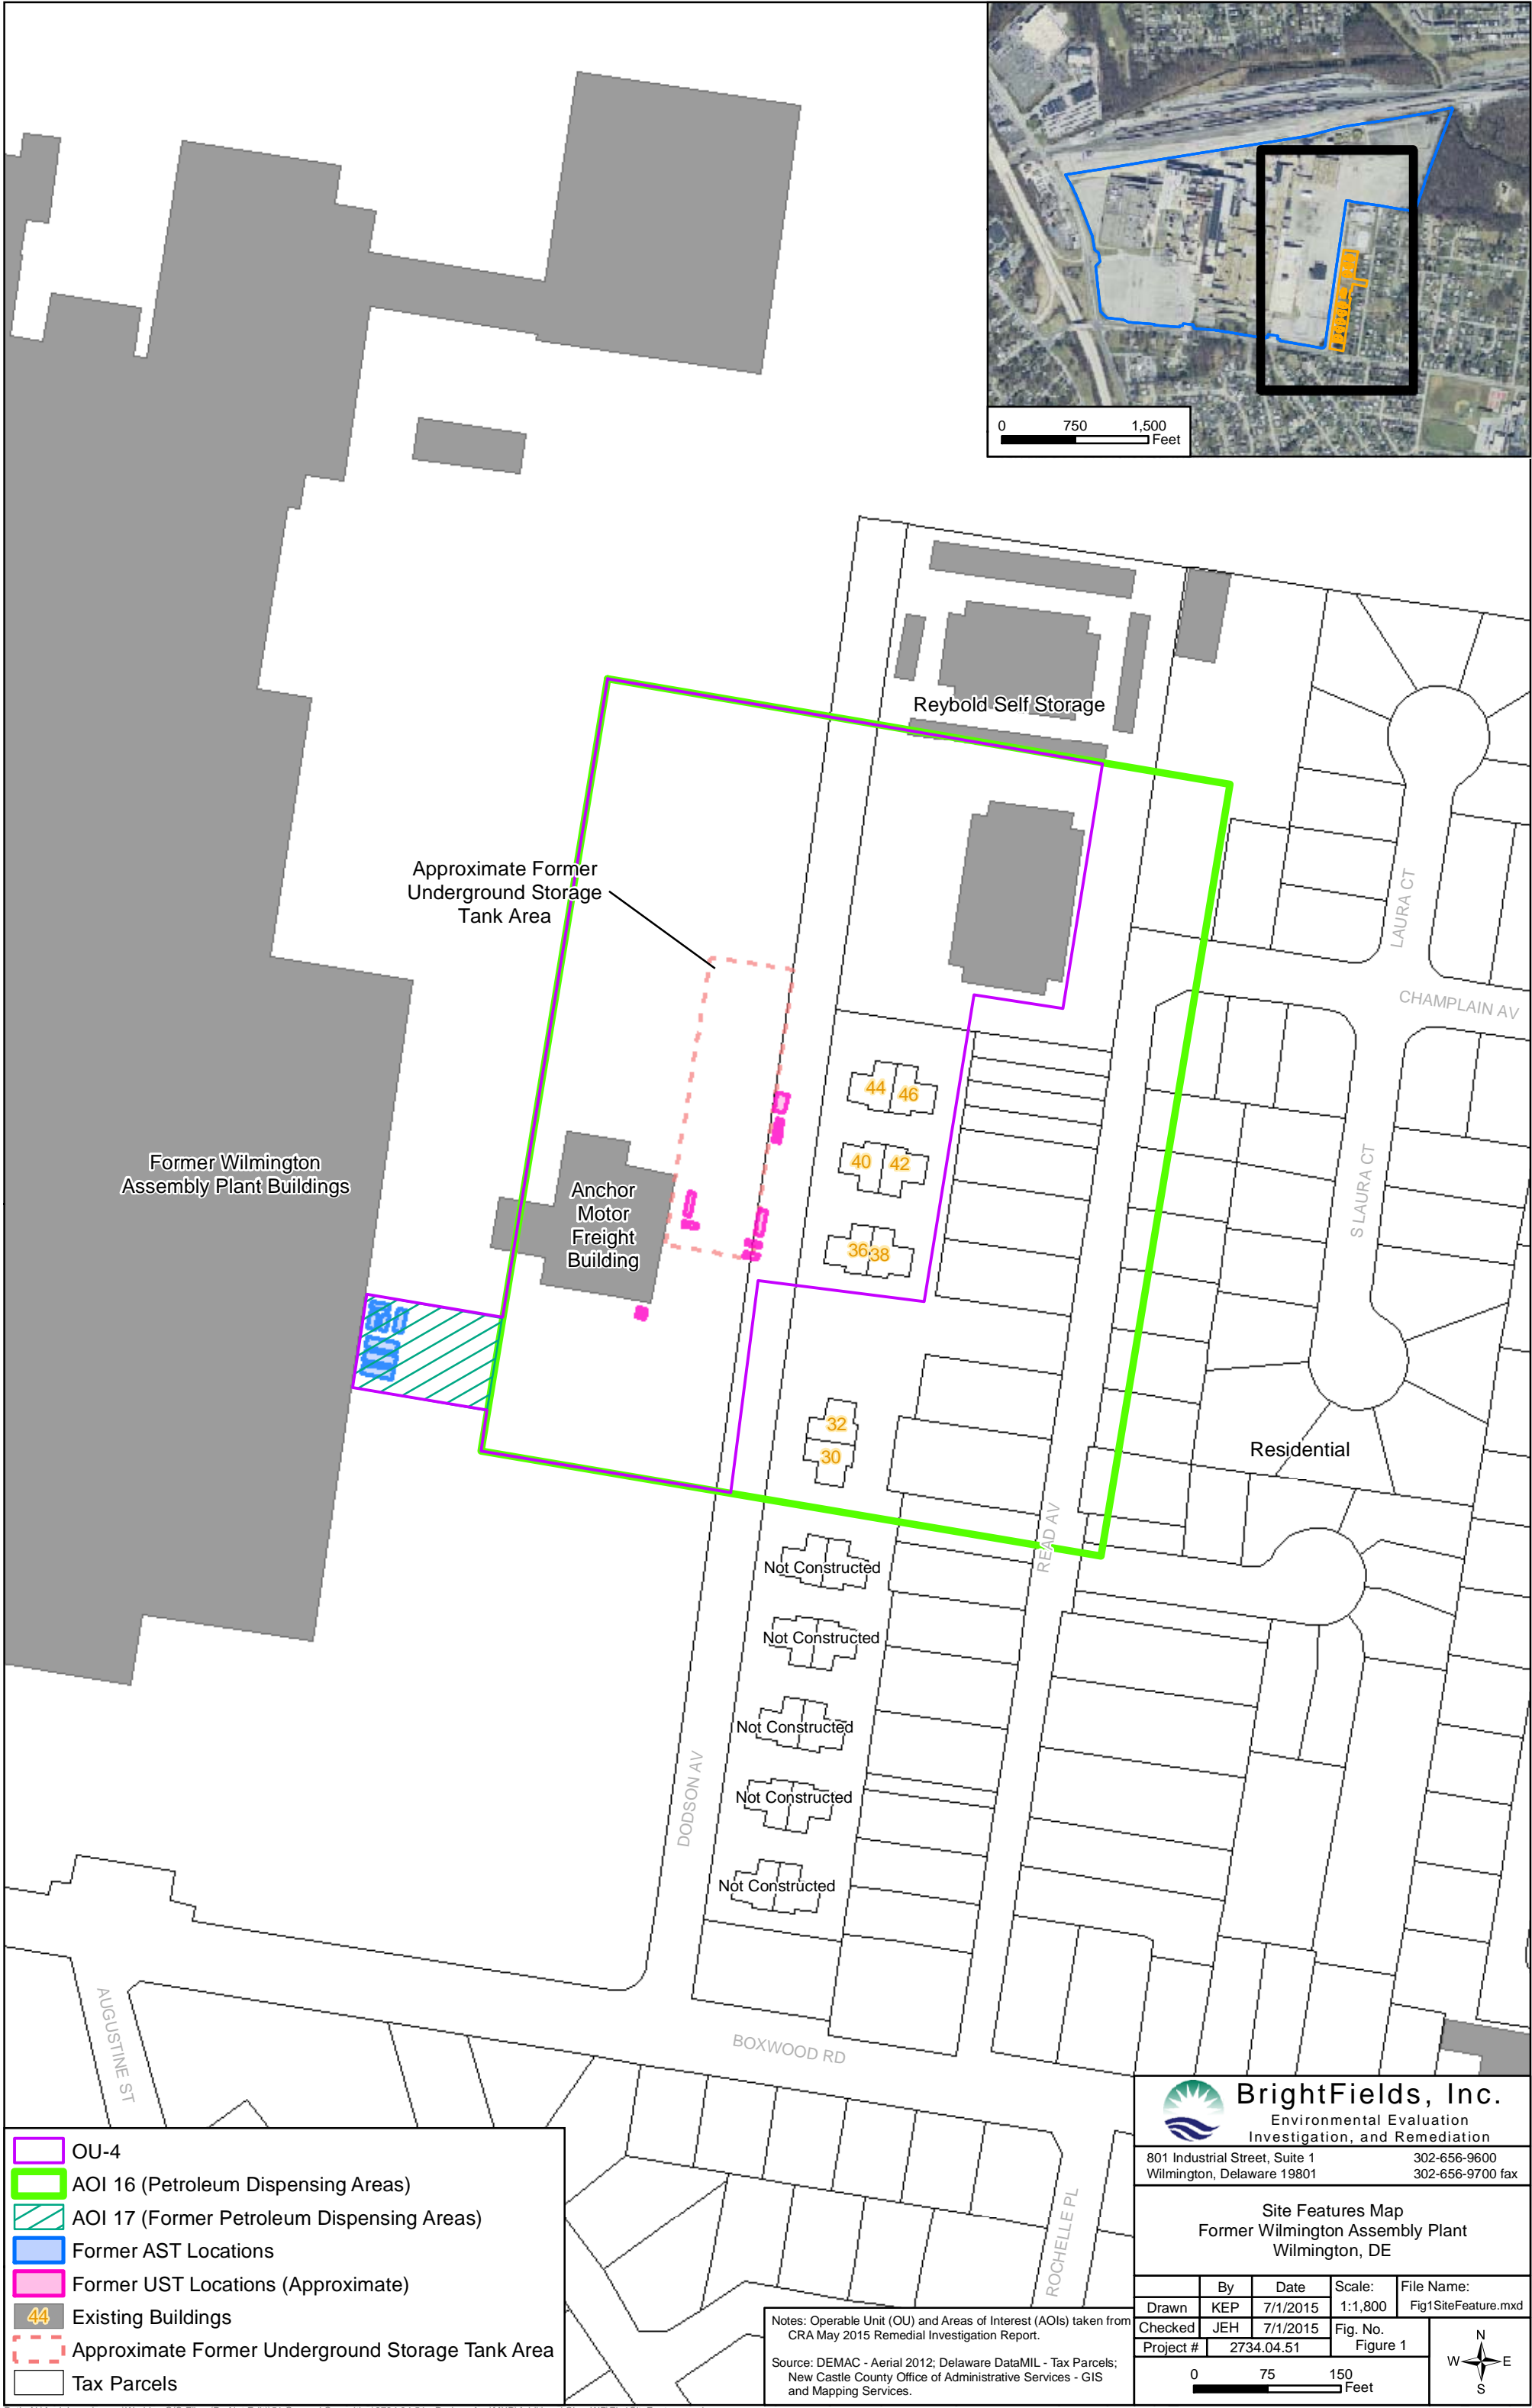 0 750 1,500
Feet
Reybold Self Storage
Approximate Former
Underground Storage
Tank Area
LAURA CT
CHAMPLAIN AV
44 46
40 42
36 38
S LAURA CT
Former Wilmington
Assembly Plant Buildings
Anchor
Motor
Freight
Building
32
30
Residential
READ AV
Not Constructed
Not Constructed
Not Constructed
Not Constructed
Not Constructed
DODSON AV
AUGUSTINE ST
BOXWOOD RD
ROCHELLE PL
OU-4
AOI 16 (Petroleum Dispensing Areas)
AOI 17 (Former Petroleum Dispensing Areas)
Former AST Locations
Former UST Locations (Approximate)
44 Existing Buildings
Approximate Former Underground Storage Tank Area
Tax Parcels
Notes: Operable Unit (OU) and Areas of Interest (AOIs) taken from
CRA May 2015 Remedial Investigation Report.
Source: DEMAC - Aerial 2012; Delaware DataMIL - Tax Parcels;
New Castle County Office of Administrative Services - GIS
and Mapping Services.
BrightFields, Inc.
Environmental Evaluation
Investigation, and Remediation
801 Industrial Street, Suite 1 302-656-9600
Wilmington, Delaware 19801 302-656-9700 fax
Site Features Map
Former Wilmington Assembly Plant
Wilmington, DE
By Date Scale: File Name:
Drawn KEP 7/1/2015 1:1,800 Fig1SiteFeature.mxd
Checked JEH 7/1/2015 Fig. No.
Project # 2734.04.51 Figure 1
0 75 150
Feet
N
W E
S